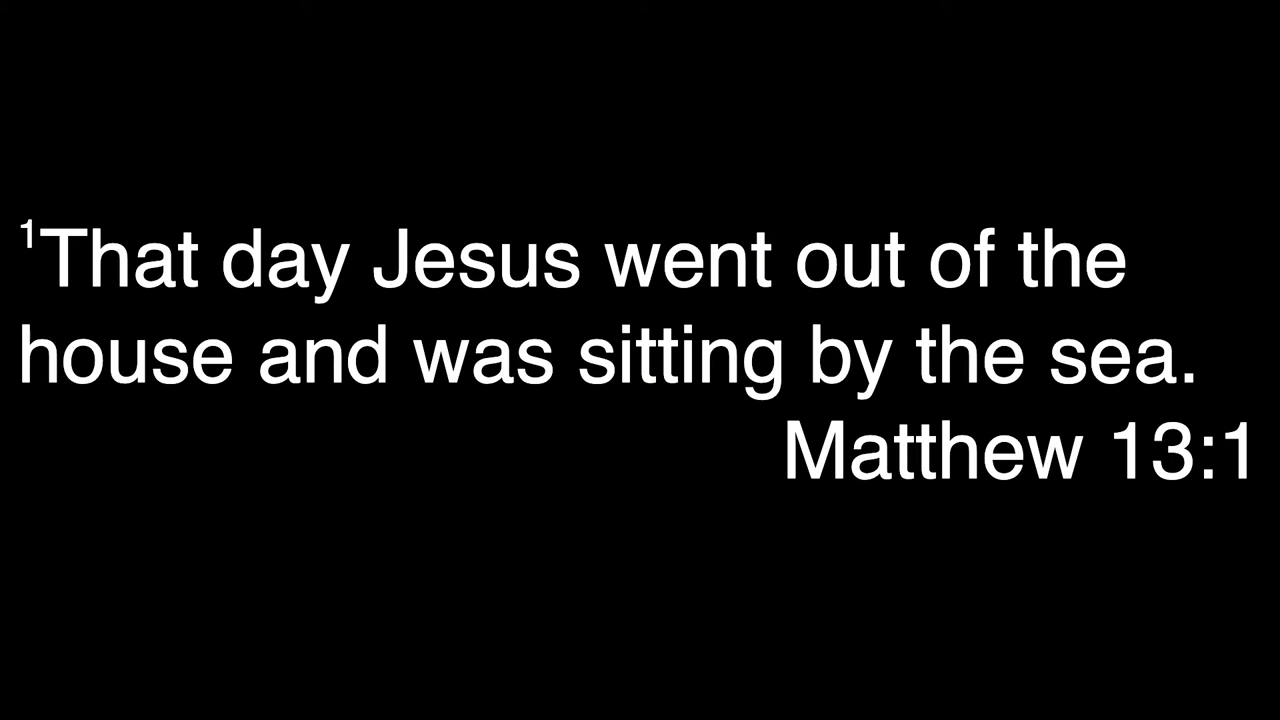 ¹That day Jesus went out of the
house and was sitting by the sea.
Matthew 13:1